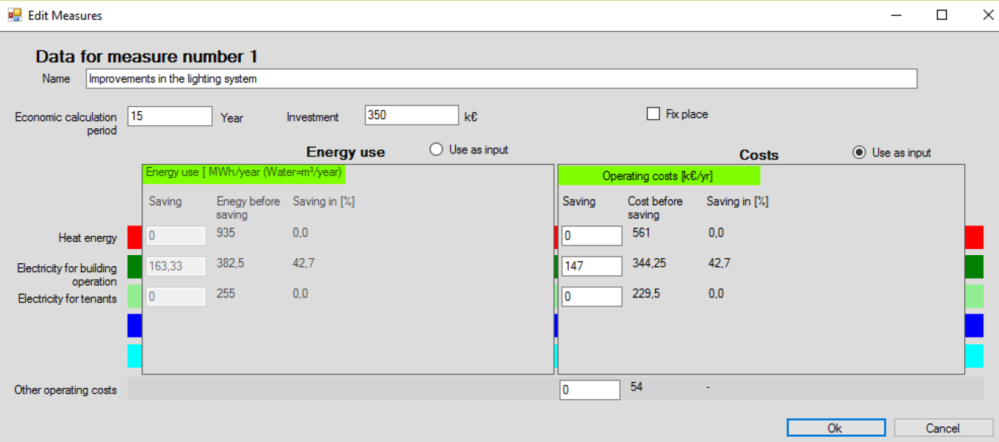 Edit Measures
Data for measure number 1
Name Improvements in the lighting system
Economic calculation period 15 Year Investment 350 k€ Fix place
Energy use Use as input Costs Use as input
Energy use [ MWh/year (Water=m³/year) Operating costs [k€/yr]
Saving Enegy before saving Saving in [%] Saving Cost before saving Saving in [%]
Heat energy 0 935 0,0 0 561 0,0
Electricity for building operation 163,33 382,5 42,7 147 344,25 42,7
Electricity for tenants 0 255 0,0 0 229,5 0,0
Other operating costs 0 54 -
Ok Cancel